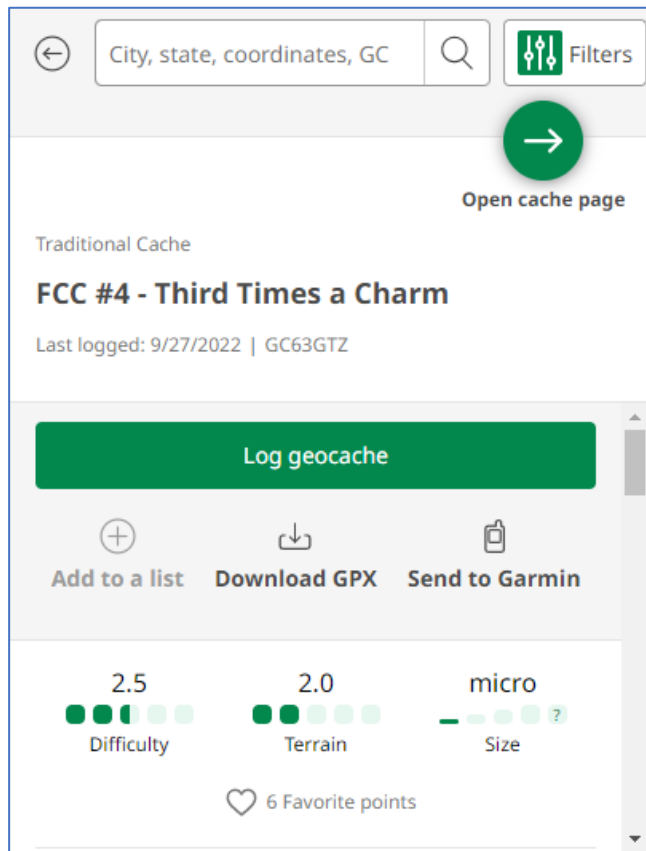 City, state, coordinates, GC
Filters
Open cache page
Traditional Cache
FCC #4 - Third Times a Charm
Last logged: 9/27/2022 | GC63GTZ
Log geocache
Add to a list Download GPX Send to Garmin
2.5 2.0 micro
?
Difficulty Terrain Size
6 Favorite points